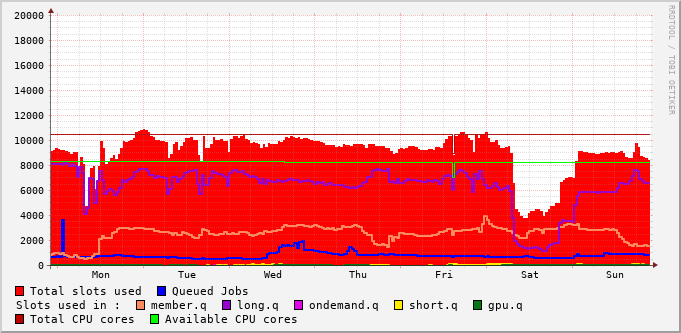 RRDTOOL / TOBI OETIKER
20000
18000
16000
14000
12000
10000
8000
6000
4000
2000
0
Mon Tue Wed Thu Fri Sat Sun
Total slots used Queued Jobs
Slots used in : member.q long.q ondemand.q short.q gpu.q
Total CPU cores Available CPU cores